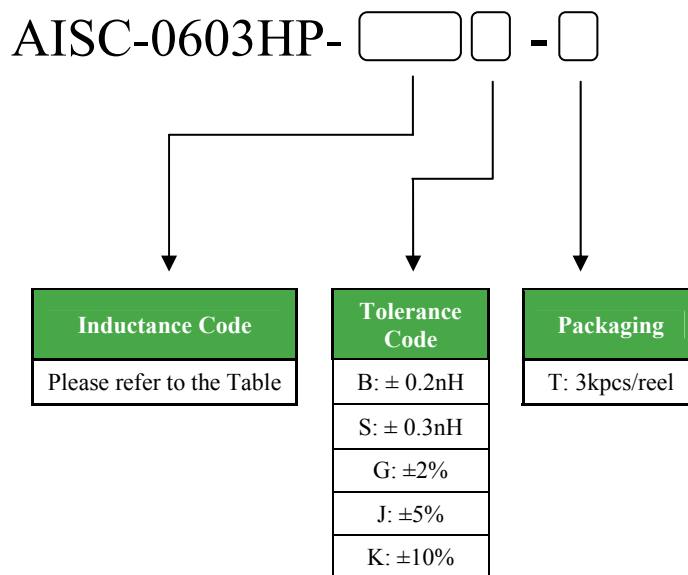 AISC-0603HP- -
Inductance Code
Please refer to the Table
Tolerance
Code
B: ± 0.2nH
S: ± 0.3nH
G: ±2%
J: ±5%
K: ±10%
Packaging
T: 3kpcs/reel